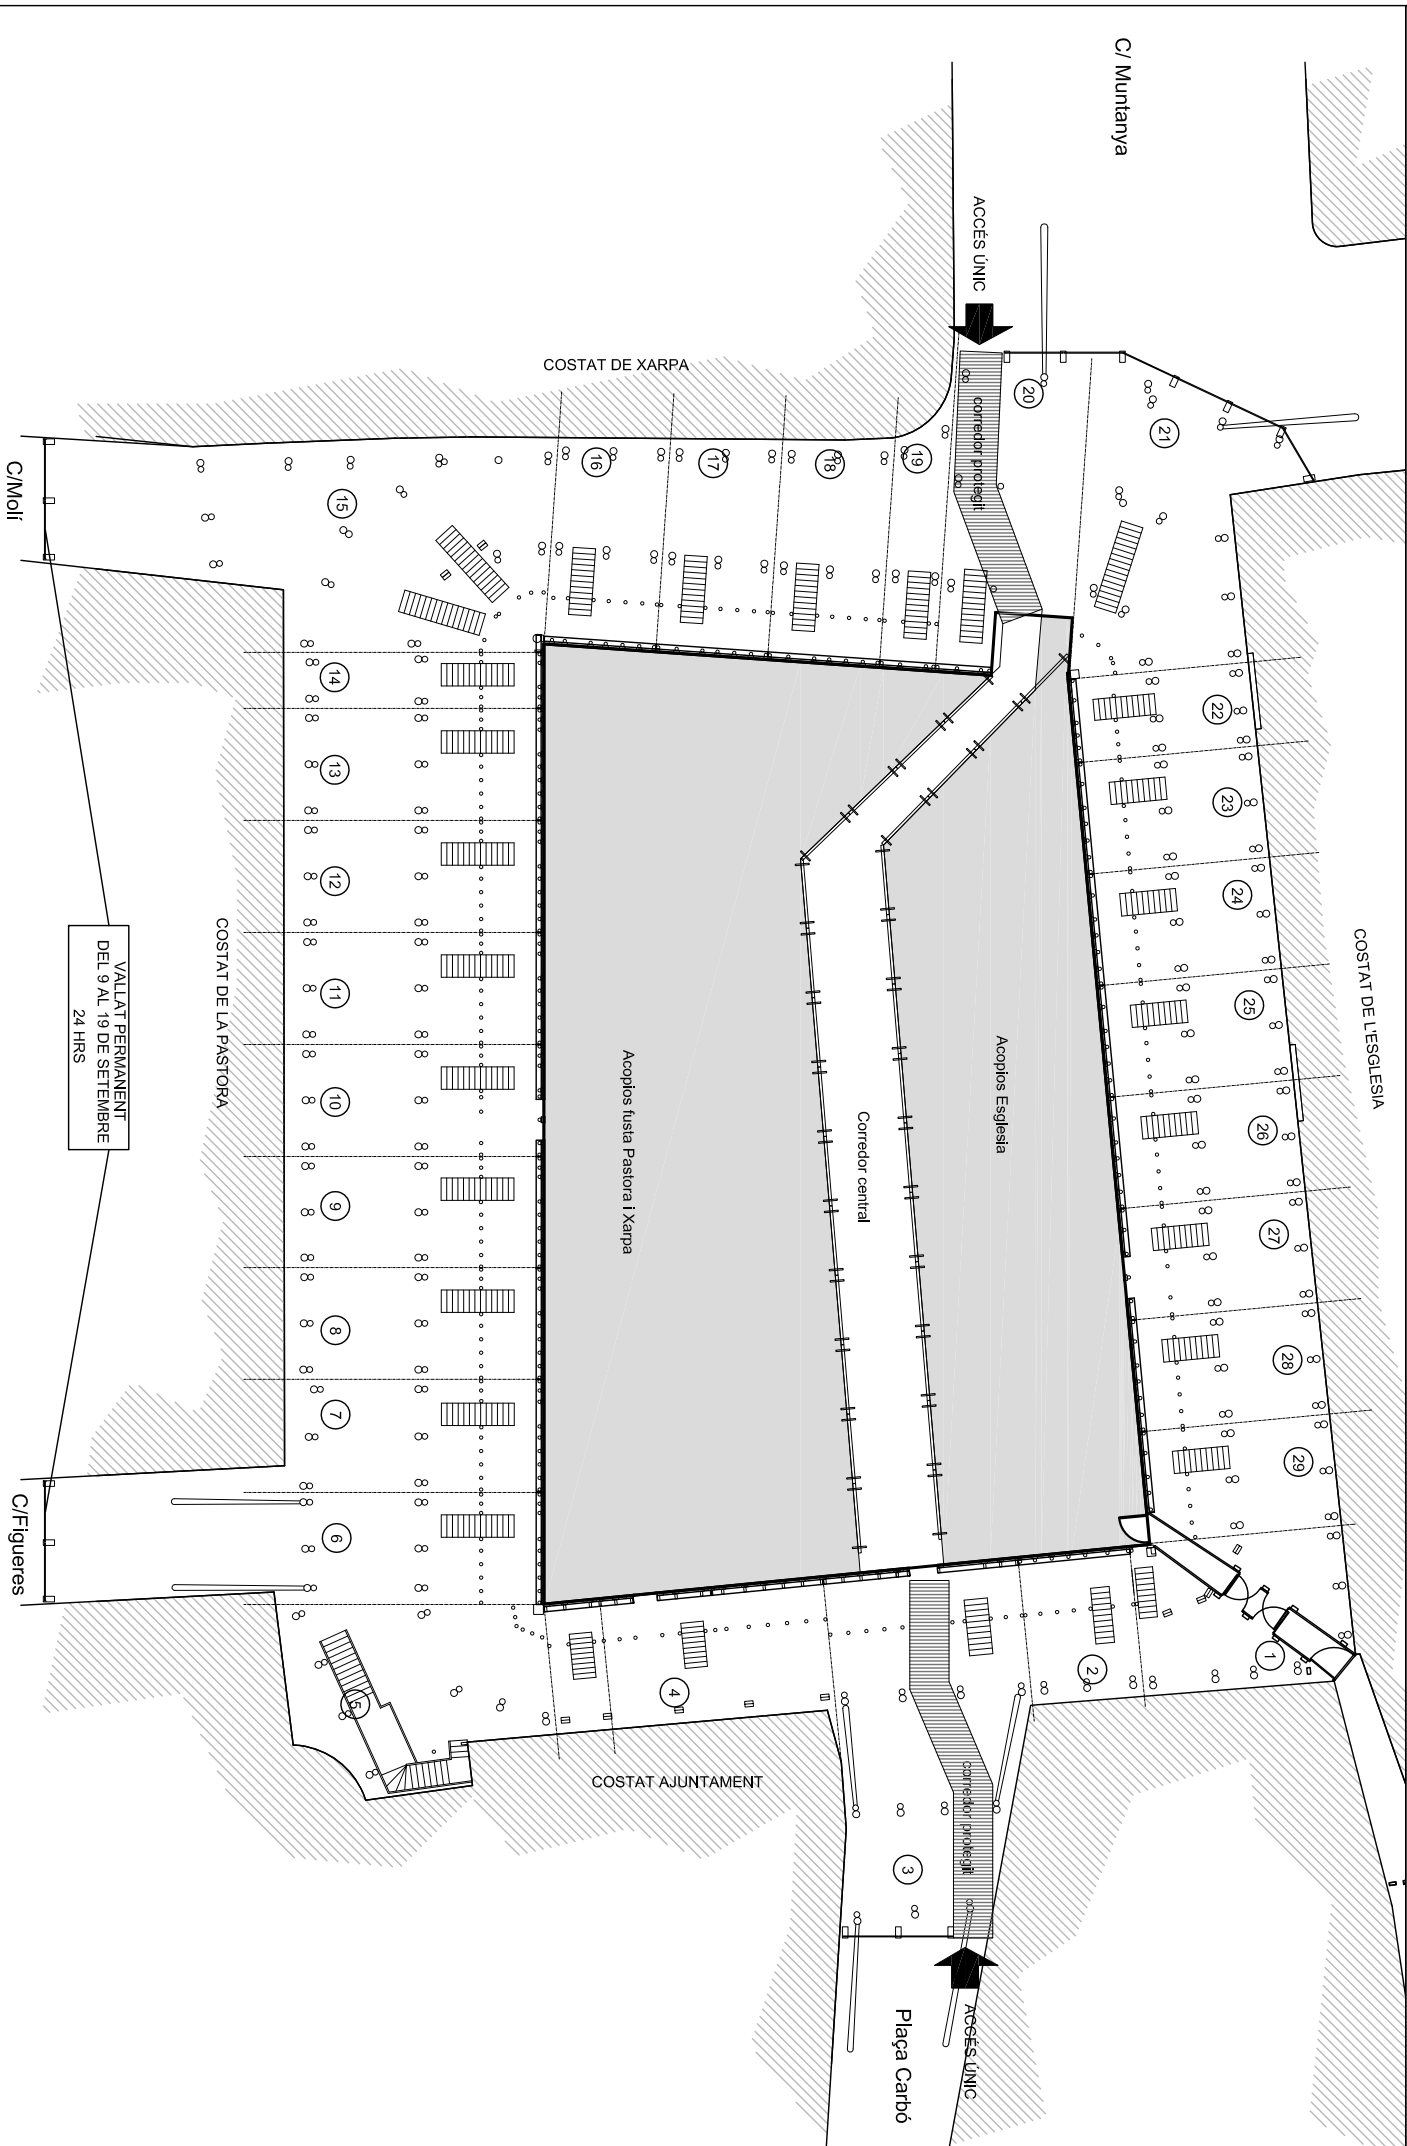 C/ Muntanya
ACCÉS ÚNIC
COSTAT DE XARPA
corredor protegit
20
21
19
18
17
16
15
C/Molí
14
13
12
11
10
9
8
7
6
22
23
24
25
26
27
28
29
COSTAT DE L'ESGLESIA
COSTAT DE LA PASTORA
VALLAT PERMANENT
DEL 9 AL 19 DE SETEMBRE
24 HRS
Acopios Esglesia
Corredor central
Acopios fusta Pastora i Xarpa
C/Figueres
1
2
4
5
COSTAT AJUNTAMENT
corredor protegit
3
ACCÉS ÚNIC
Plaça Carbó